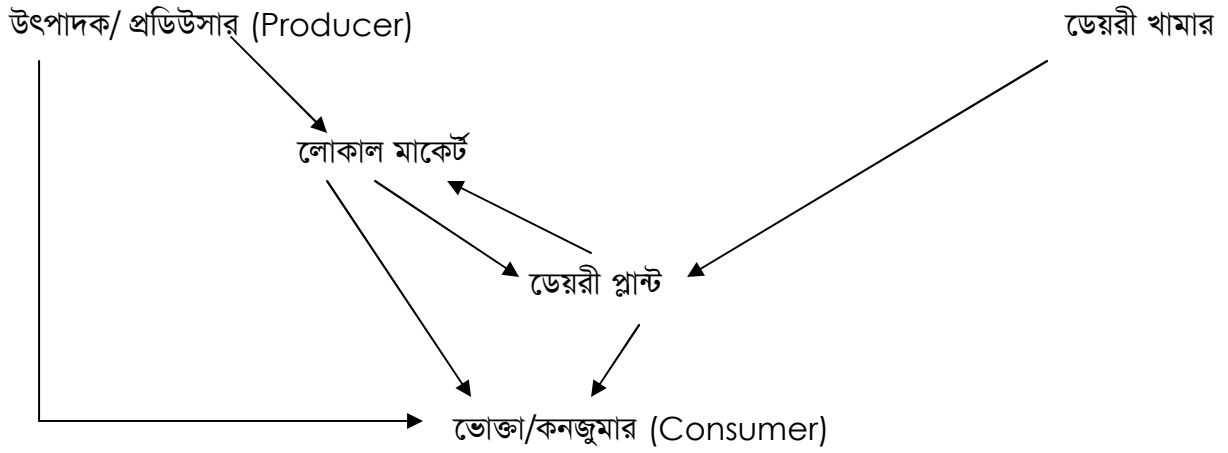 উৎপাদক/ প্রডিউসার (Producer) ডেয়রী খামার
লোকাল মাকের্ট
ডেয়রী প্লান্ট
ভোক্তা/কনজুমার (Consumer)